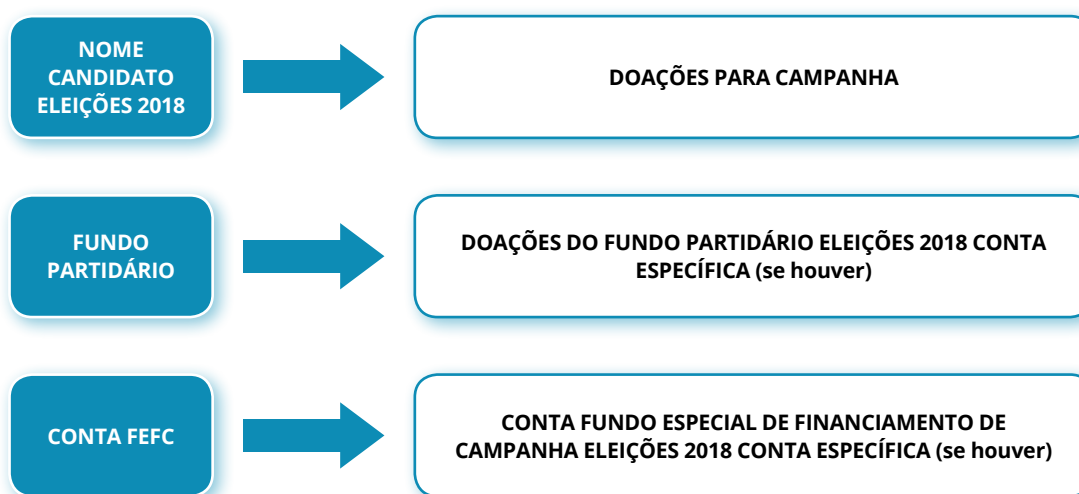 NOME
CANDIDATO
ELEIÇÕES 2018
DOAÇÕES PARA CAMPANHA
FUNDO
PARTIDÁRIO
DOAÇÕES DO FUNDO PARTIDÁRIO ELEIÇÕES 2018 CONTA
ESPECÍFICA (se houver)
CONTA FEFC
CONTA FUNDO ESPECIAL DE FINANCIAMENTO DE
CAMPANHA ELEIÇÕES 2018 CONTA ESPECÍFICA (se houver)